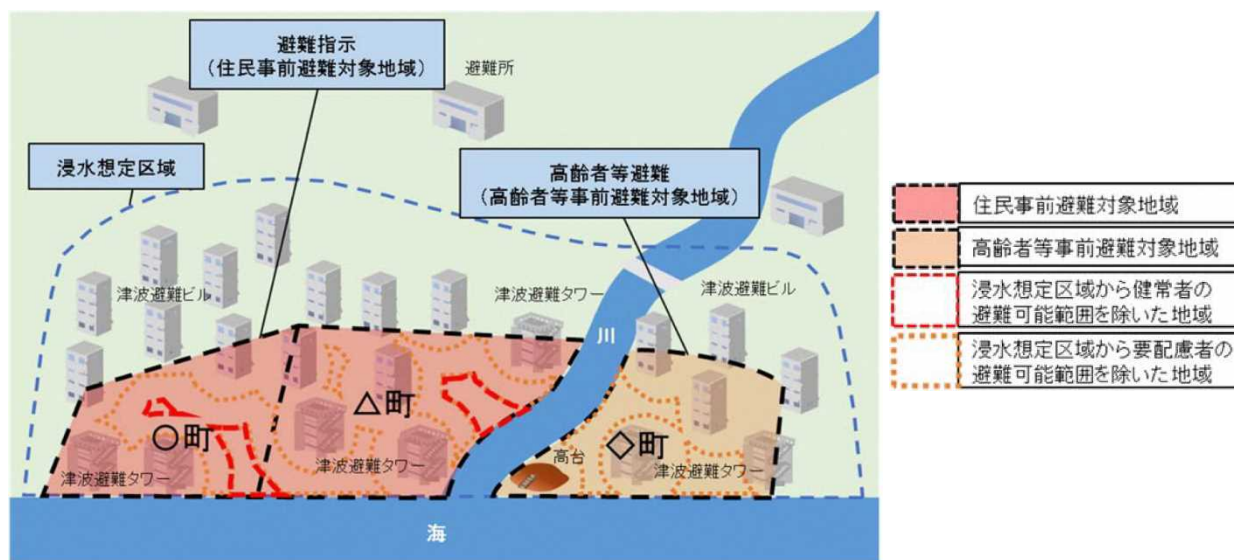 避難指示
（住民事前避難対象地域）
避難所
浸水想定区域
高齢者等避難
（高齢者等事前避難対象地域）
津波避難ビル
津波避難タワー
津波避難ビル
川
△町
○町
◇町
津波避難タワー
津波避難タワー
高台
津波避難タワー
海
住民事前避難対象地域
高齢者等事前避難対象地域
浸水想定区域から健常者の
避難可能範囲を除いた地域
浸水想定区域から要配慮者の
避難可能範囲を除いた地域